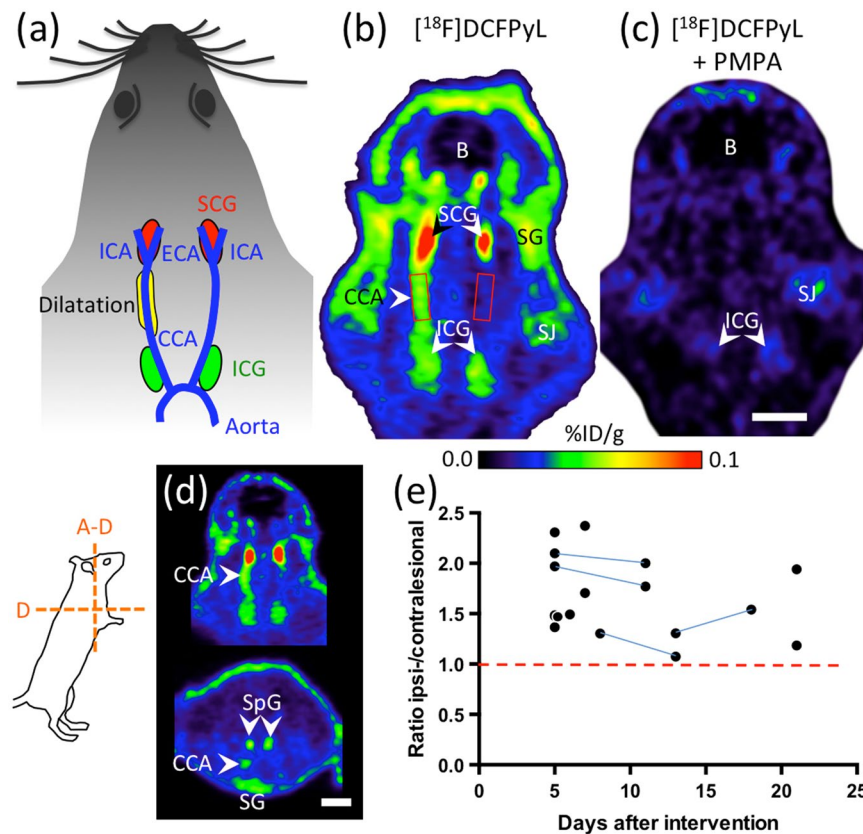 (a)
SCG
ICA ECA ICA
Dilatation
CCA
ICG
Aorta
(b) [¹⁸F]DCFPyL
B
SCG
SG
CCA
ICG
SJ
(c) [¹⁸F]DCFPyL
+ PMPA
B
SJ
ICG
%ID/g
0.0 0.1
A-D
D
(d)
CCA
SpG
CCA
SG
(e)
Ratio ipsi-/contralesional
2.5
2.0
1.5
1.0
0.5
0.0
0 5 10 15 20 25
Days after intervention